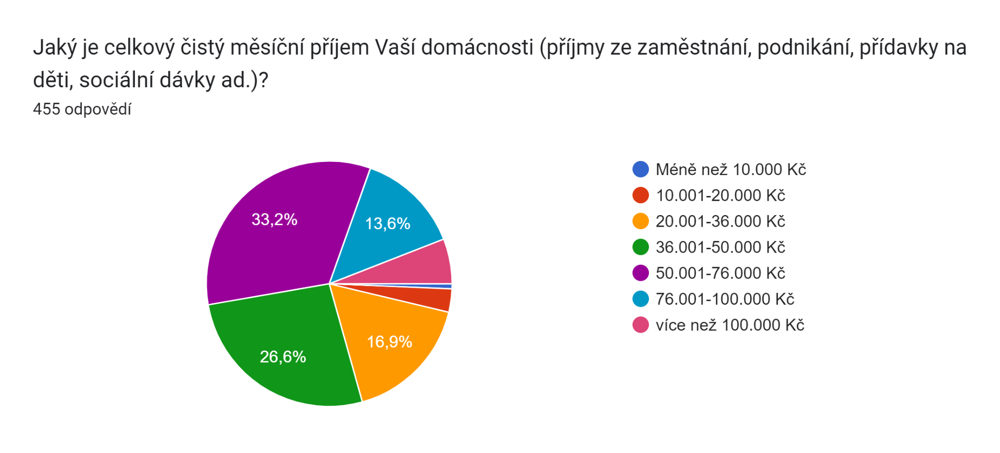 Jaký je celkový čistý měsíční příjem Vaší domácnosti (příjmy ze zaměstnání, podnikání, přídavky na
děti, sociální dávky ad.)?
455 odpovědí
33,2%
13,6%
16,9%
26,6%
Méně než 10.000 Kč
10.001-20.000 Kč
20.001-36.000 Kč
36.001-50.000 Kč
50.001-76.000 Kč
76.001-100.000 Kč
více než 100.000 Kč